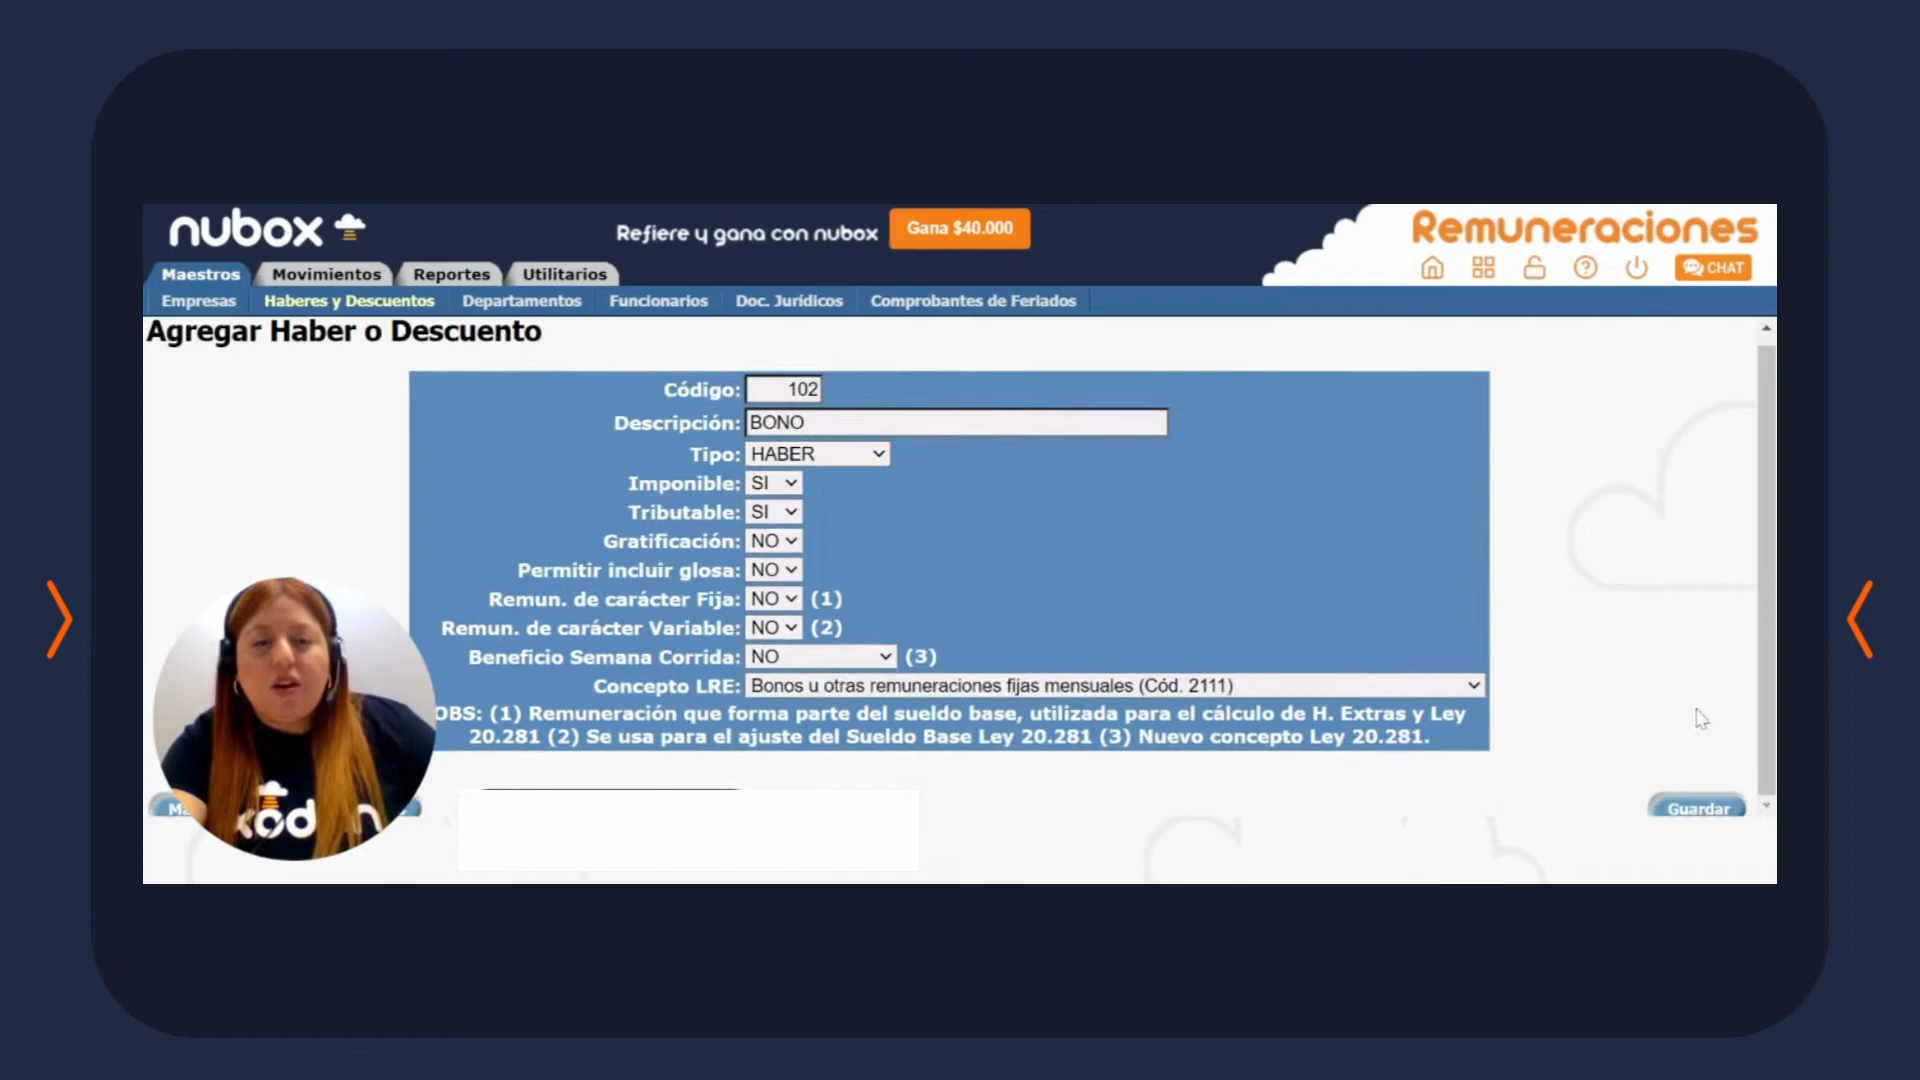 nubox
Refiere y gana con nubox
Gana $40.000
Remuneraciones
CHAT
Maestros
Movimientos
Reportes
Utilitarios
Empresas
Haberes y Descuentos
Departamentos
Funcionarios
Doc. Jurídicos
Comprobantes de Feriados
Agregar Haber o Descuento
Código: 102
Descripción: BONO
Tipo: HABER
Imponible: SI
Tributable: SI
Gratificación: NO
Permitir incluir glosa: NO
Remun. de carácter Fija: NO (1)
Remun. de carácter Variable: NO (2)
Beneficio Semana Corrida: NO (3)
Concepto LRE: Bonos u otras remuneraciones fijas mensuales (Cód. 2111)
OBS: (1) Remuneración que forma parte del sueldo base, utilizada para el cálculo de H. Extras y Ley
20.281 (2) Se usa para el ajuste del Sueldo Base Ley 20.281 (3) Nuevo concepto Ley 20.281.
Guardar